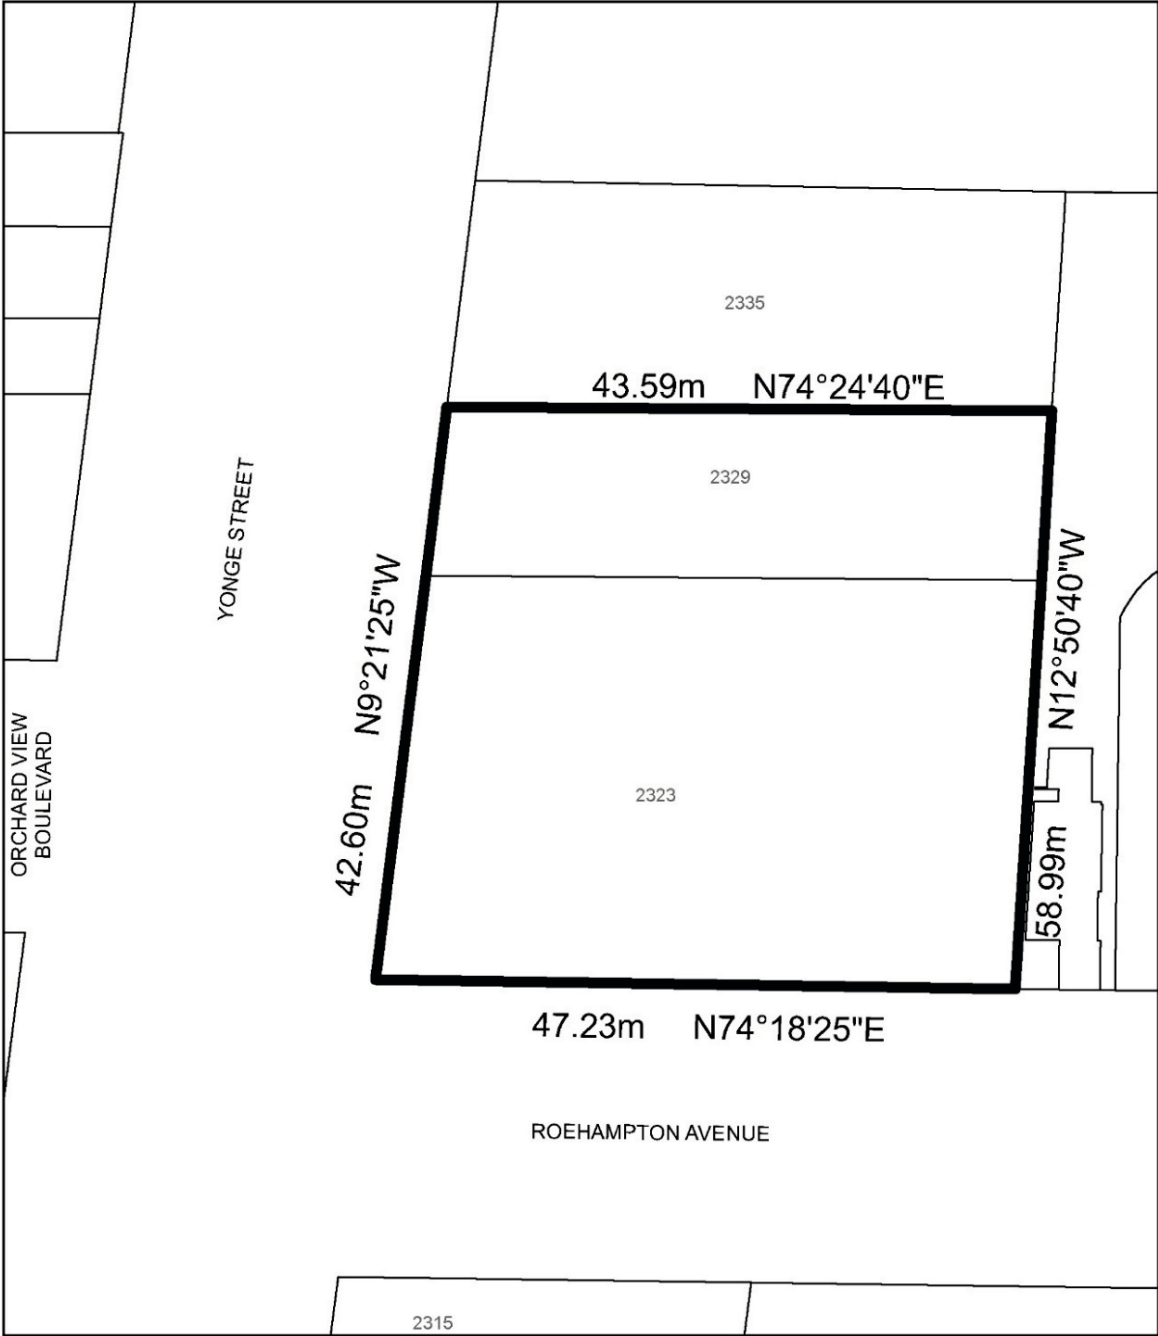 2335
43.59m N74°24'40"E
2329
YONGE STREET
N9°21'25"W
42.60m
N12°50'40"W
58.99m
2323
ORCHARD VIEW
BOULEVARD
47.23m N74°18'25"E
ROEHAMPTON AVENUE
2315